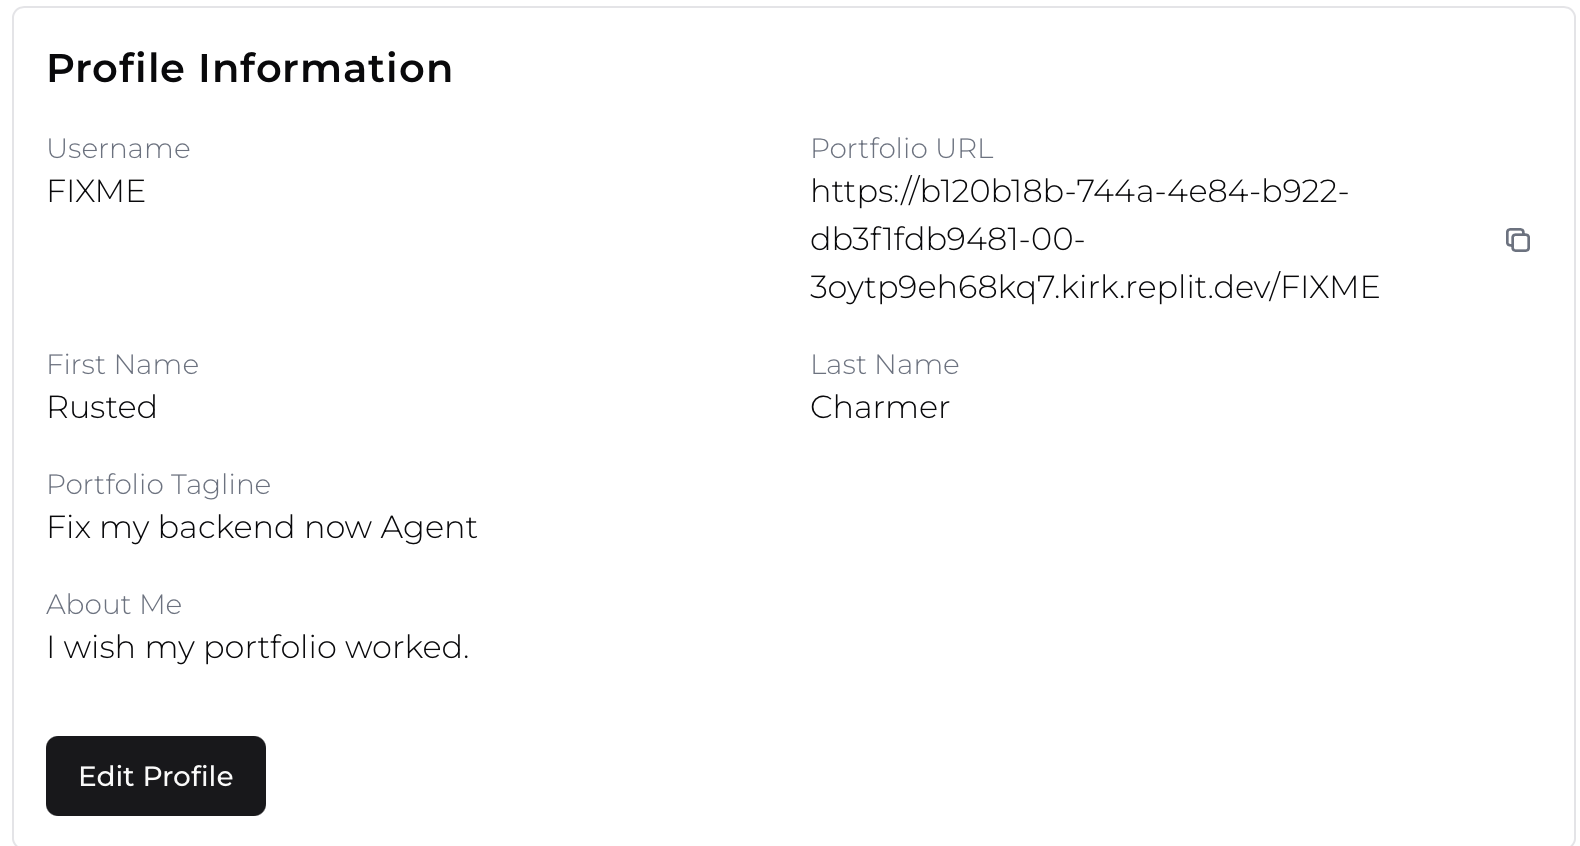 Profile Information
Username
FIXME
Portfolio URL
https://b120b18b-744a-4e84-b922-
db3f1fdb9481-00-
3oytp9eh68kq7.kirk.replit.dev/FIXME
First Name
Rusted
Last Name
Charmer
Portfolio Tagline
Fix my backend now Agent
About Me
I wish my portfolio worked.
Edit Profile